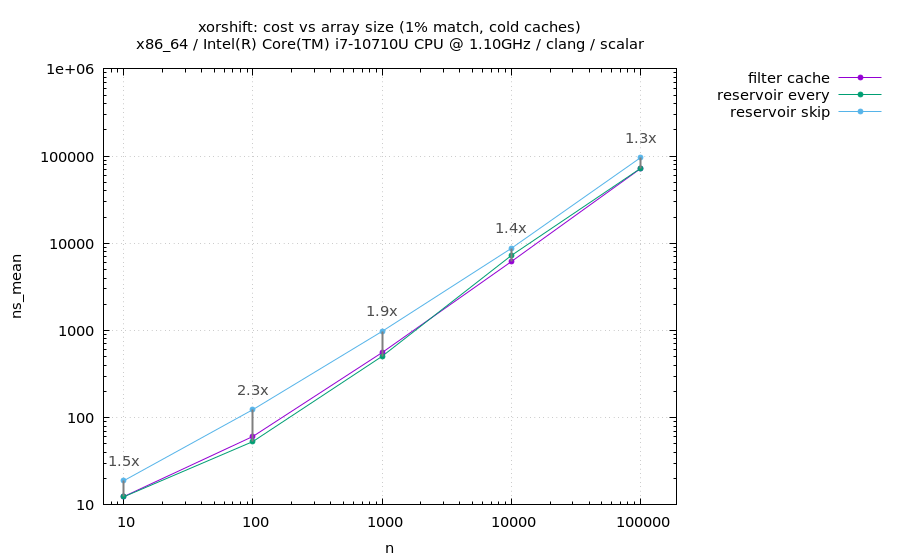 xorshift: cost vs array size (1% match, cold caches)
x86_64 / Intel(R) Core(TM) i7-10710U CPU @ 1.10GHz / clang / scalar
filter cache
reservoir every
reservoir skip
1e+06
100000
10000
1000
100
10
ns_mean
1.5x
2.3x
1.9x
1.4x
1.3x
10
100
1000
10000
100000
n